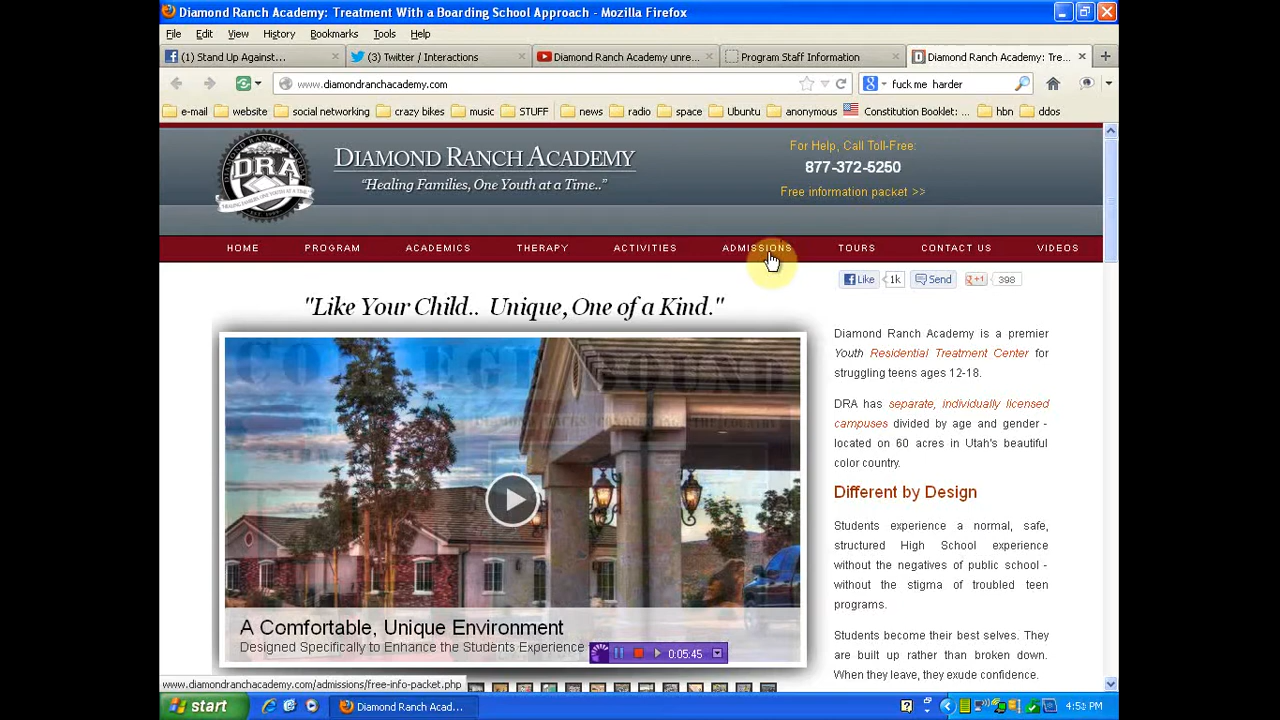 Diamond Ranch Academy: Treatment With a Boarding School Approach - Mozilla Firefox
File Edit View History Bookmarks Tools Help
(1) Stand Up Against... (3) Twitter / Interactions Diamond Ranch Academy unre... Program Staff Information Diamond Ranch Academy: Tre...
www.diamondranchacademy.com fuck me harder
e-mail website social networking crazy bikes music STUFF news radio space Ubuntu anonymous Constitution Booklet: ... hbn ddos
DRA
HEALING FAMILIES, ONE YOUTH AT A TIME
DIAMOND RANCH ACADEMY
"Healing Families, One Youth at a Time.."
For Help, Call Toll-Free:
877-372-5250
Free information packet >>
HOME PROGRAM ACADEMICS THERAPY ACTIVITIES ADMISSIONS TOURS CONTACT US VIDEOS
Like 1k Send +1 398
"Like Your Child.. Unique, One of a Kind."
COLLEGE BOUND
A Comfortable, Unique Environment
Designed Specifically to Enhance the Students Experience
0:05:45
Diamond Ranch Academy is a premier
Youth Residential Treatment Center for
struggling teens ages 12-18.
DRA has separate, individually licensed
campuses divided by age and gender -
located on 60 acres in Utah's beautiful
color country.
Different by Design
Students experience a normal, safe,
structured High School experience
without the negatives of public school -
without the stigma of troubled teen
programs.
Students become their best selves. They
are built up rather than broken down.
When they leave, they exude confidence.
www.diamondranchacademy.com/admissions/free-info-packet.php
start Diamond Ranch Acad... 4:51 PM